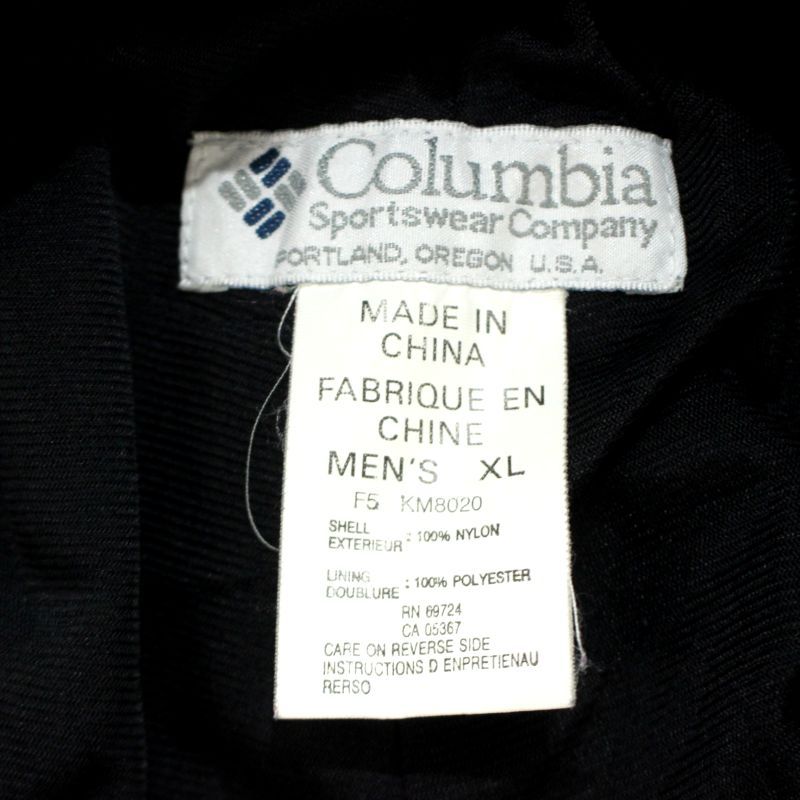 Columbia
Sportswear Company
PORTLAND, OREGON U.S.A.
MADE IN
CHINA
FABRIQUE EN
CHINE
MEN'S XL
F5 KM8020
SHELL
EXTERIEUR : 100% NYLON
LINING
DOUBLURE : 100% POLYESTER
RN 69724
CA 05367
CARE ON REVERSE SIDE
INSTRUCTIONS D ENPRETIENAU
RERSO